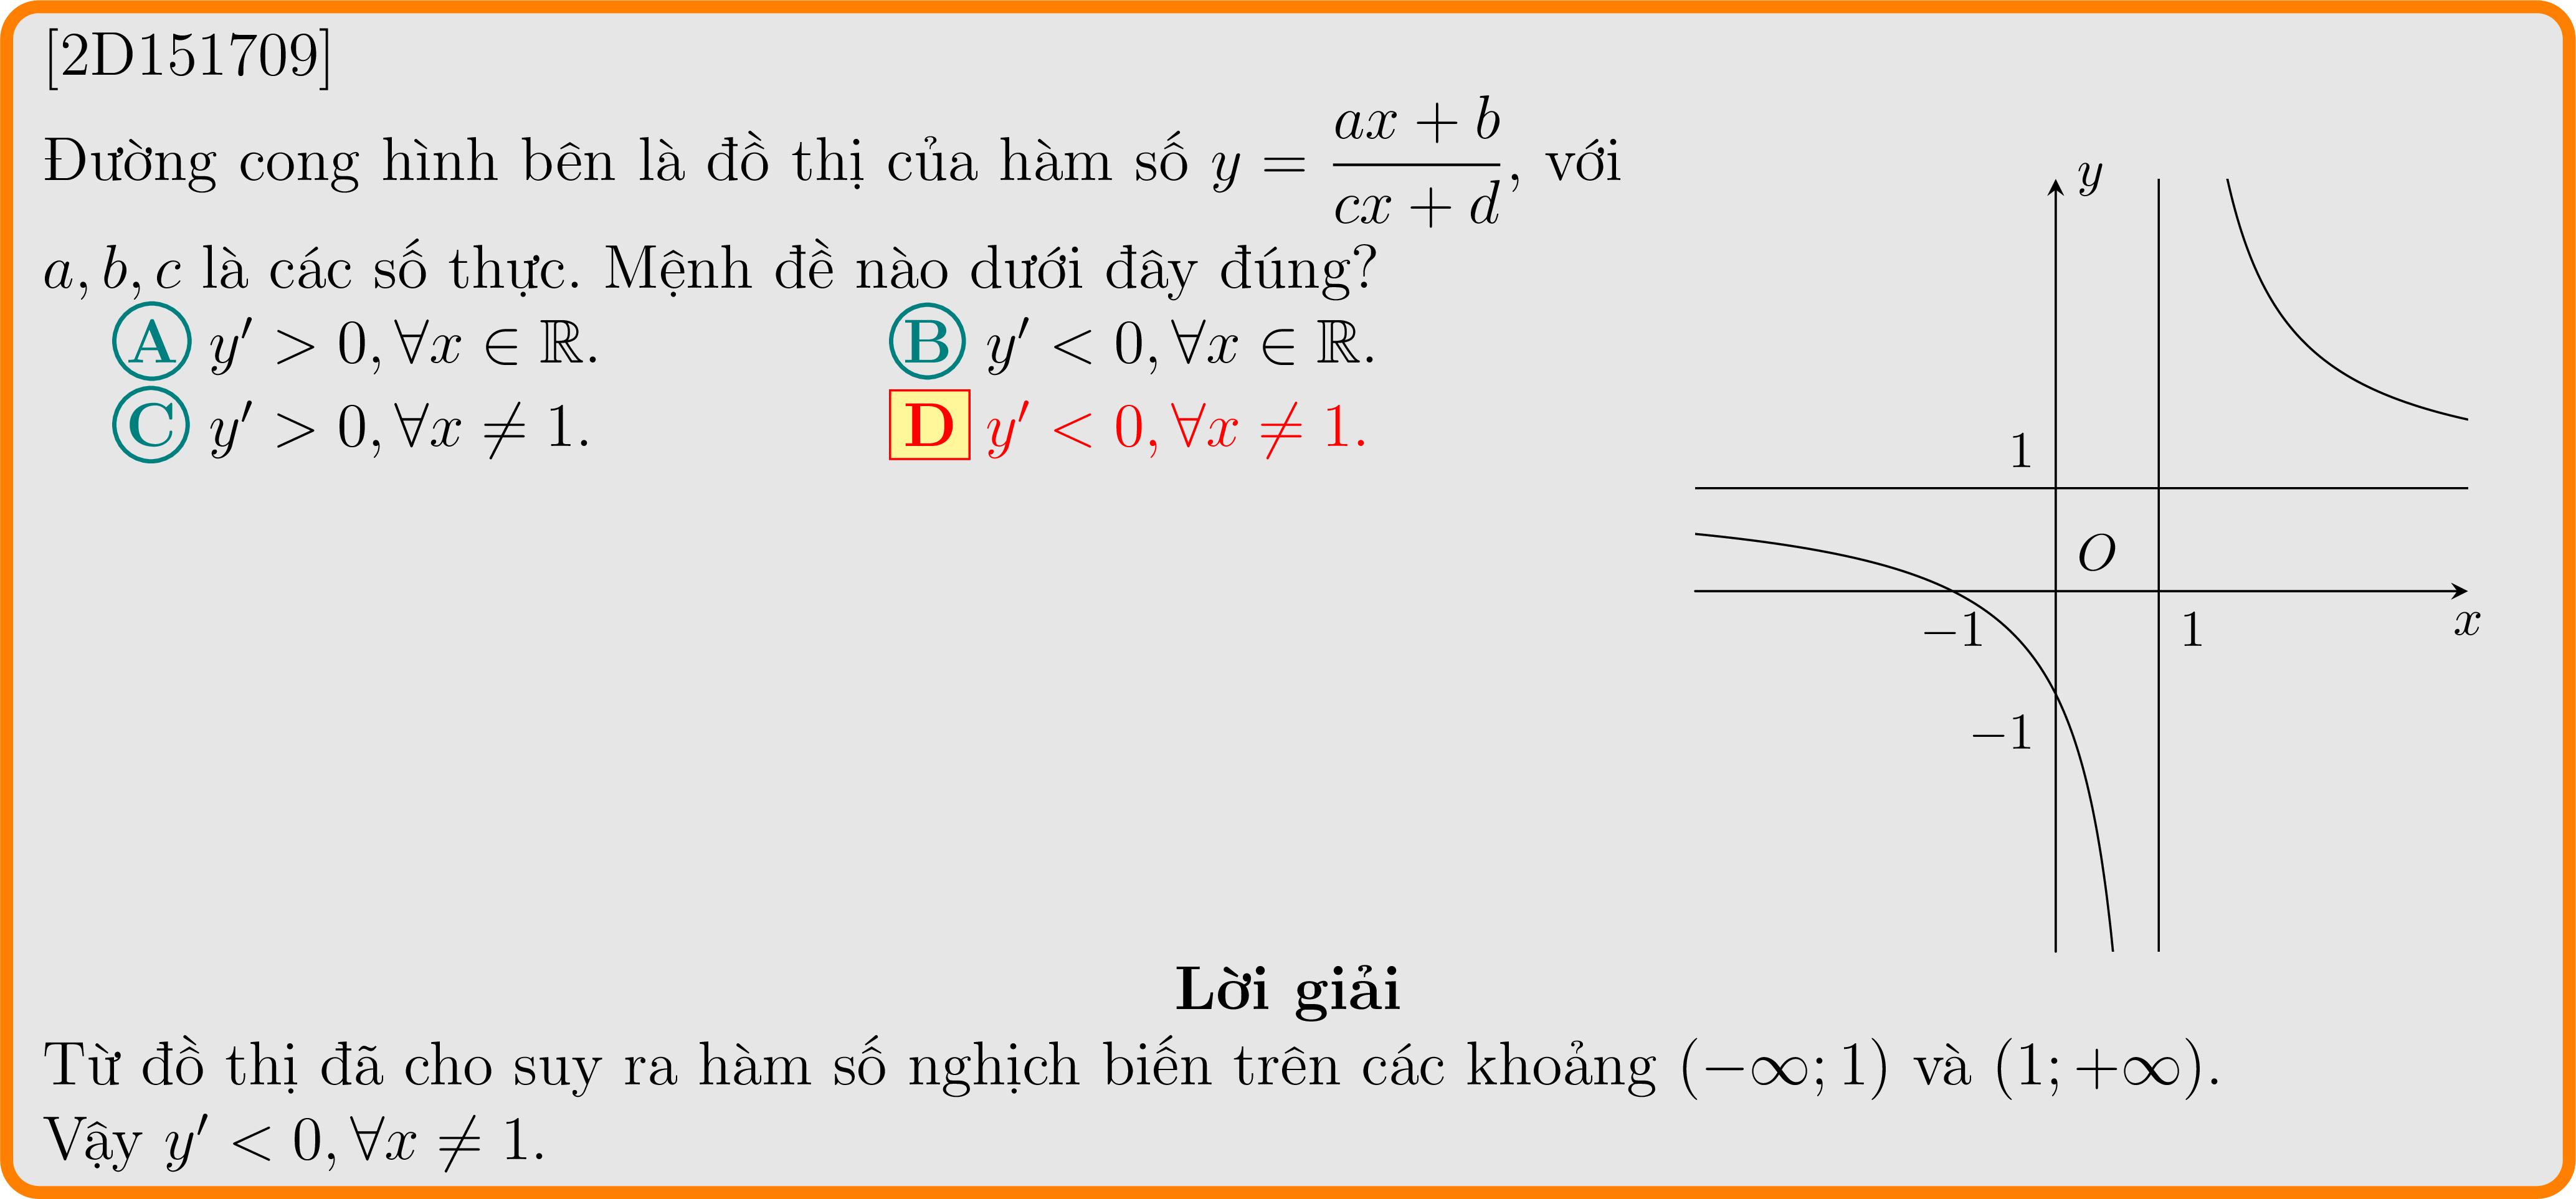 [2D151709]
Đường cong hình bên là đồ thị của hàm số $y = \dfrac{ax+b}{cx+d}$, với
$a, b, c$ là các số thực. Mệnh đề nào dưới đây đúng?
A $y' > 0, \forall x \in \mathbb{R}$. B $y' < 0, \forall x \in \mathbb{R}$.
C $y' > 0, \forall x \neq 1$. D $y' < 0, \forall x \neq 1$.
y
1
O
−1
1
x
−1
Lời giải
Từ đồ thị đã cho suy ra hàm số nghịch biến trên các khoảng $(-\infty; 1)$ và $(1; +\infty)$.
Vậy $y' < 0, \forall x \neq 1$.